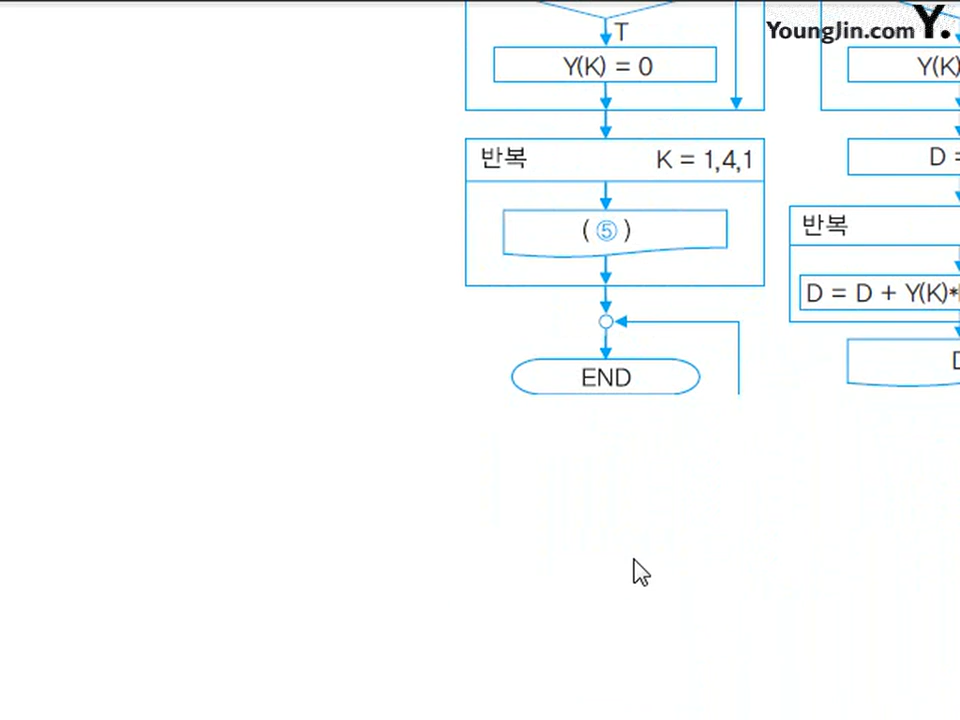 YoungJin.com Y.
T
Y(K) = 0
반복 K = 1,4,1
( ⑤ )
END
Y(K)
D =
반복
D = D + Y(K)*